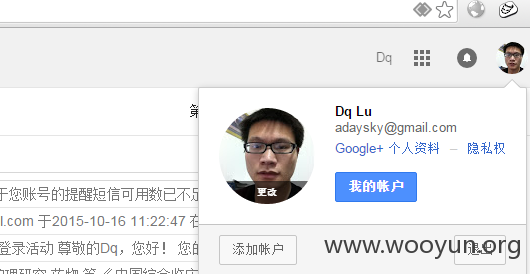 Dq
第
Dq Lu
adaysky@gmail.com
Google+ 个人资料 – 隐私权
更改
我的帐户
于您账号的提醒短信可用数已不足
il.com 于2015-10-16 11:22:47 在
登录活动 尊敬的Dq，您好！ 您的
添加帐户
www.wooyun.org